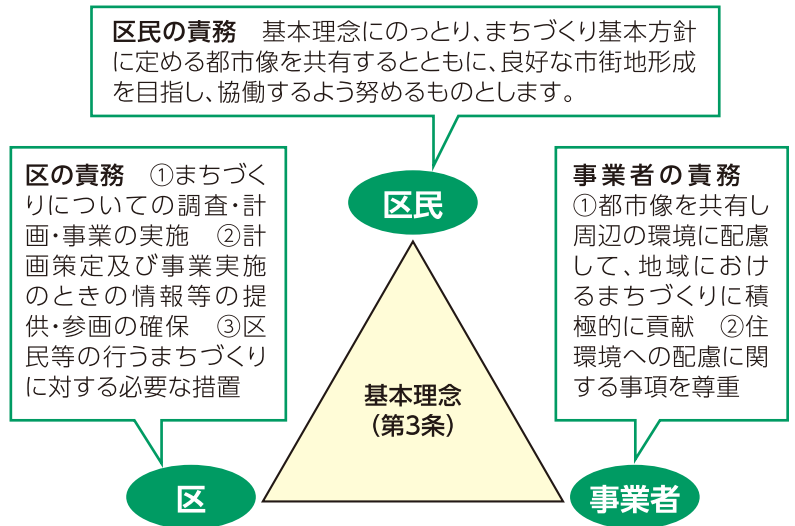 区民の責務　基本理念にのっとり、まちづくり基本方針
に定める都市像を共有するとともに、良好な市街地形成
を目指し、協働するよう努めるものとします。
区民
区の責務　①まちづく
りについての調査・計
画・事業の実施　②計
画策定及び事業実施
のときの情報等の提
供・参画の確保　③区
民等の行うまちづくり
に対する必要な措置
事業者の責務
①都市像を共有し
周辺の環境に配慮
して、地域におけ
るまちづくりに積
極的に貢献　②住
環境への配慮に関
する事項を尊重
基本理念
（第3条）
区
事業者